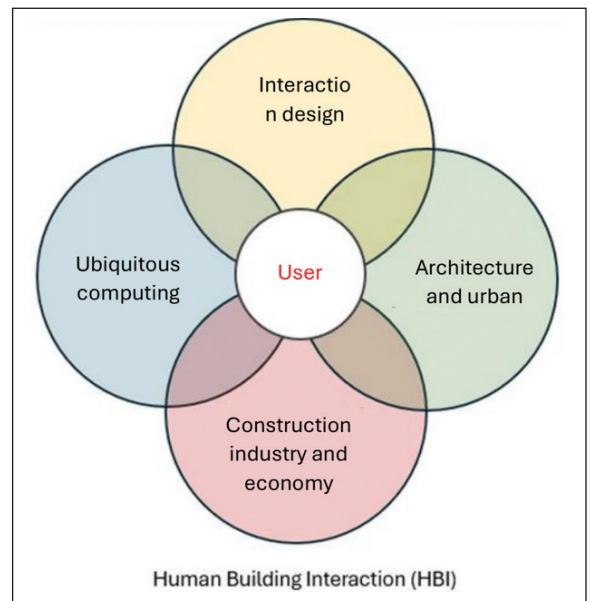 Interactio
n design
Ubiquitous
computing
User
Architecture
and urban
Construction
industry and
economy
Human Building Interaction (HBI)